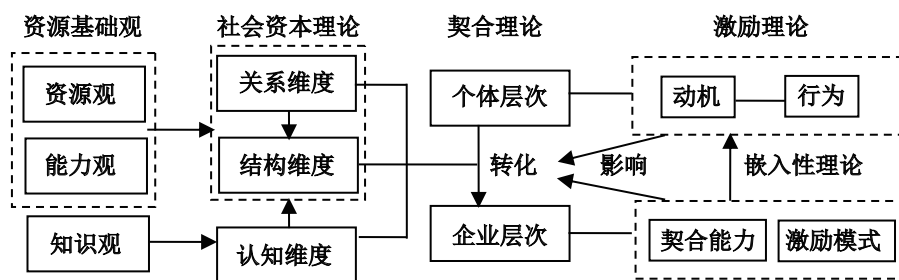 资源基础观
社会资本理论
契合理论
激励理论
资源观
能力观
知识观
关系维度
结构维度
认知维度
个体层次
转化
企业层次
动机
行为
影响
嵌入性理论
契合能力
激励模式